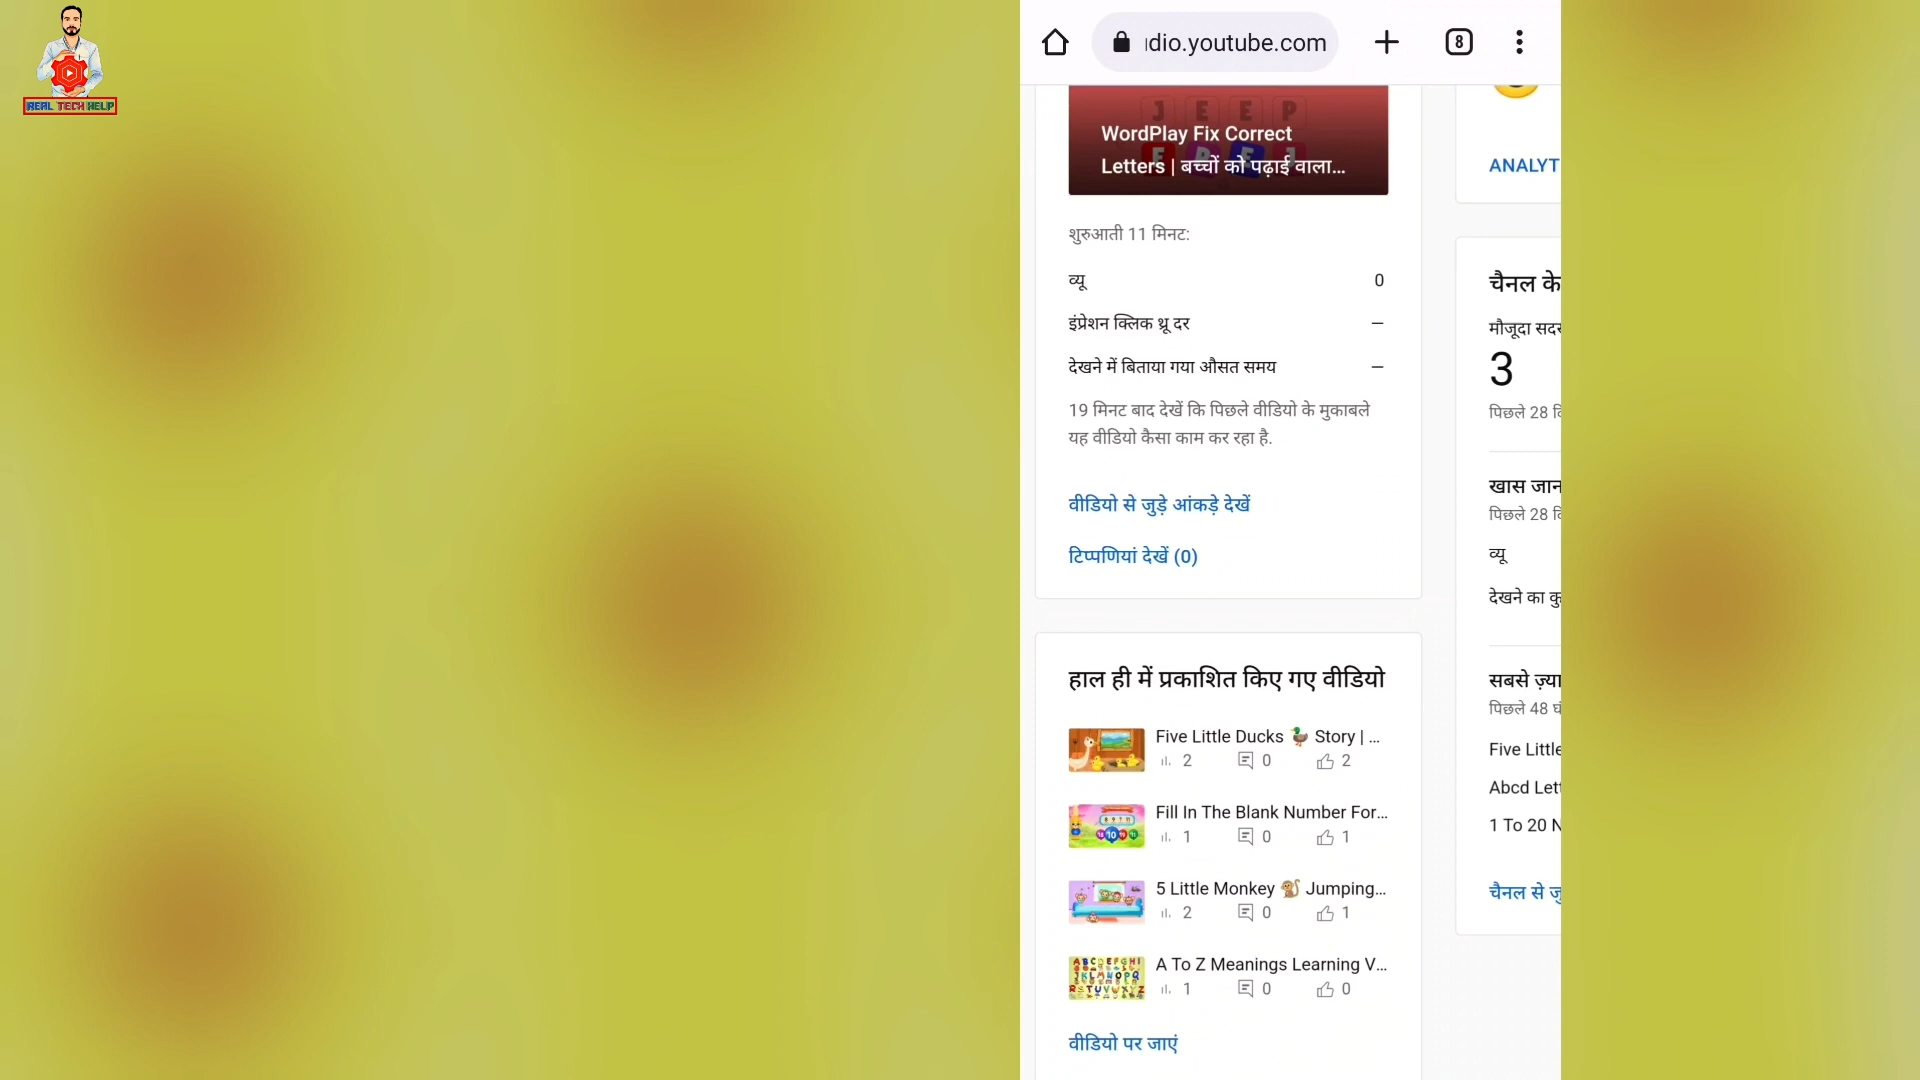 REAL TECH HELP
dio.youtube.com
8
J E E P
WordPlay Fix Correct
Letters | बच्चों को पढ़ाई वाला...
शुरुआती 11 मिनट:
व्यू 0
इंप्रेशन क्लिक थ्रू दर —
देखने में बिताया गया औसत समय —
19 मिनट बाद देखें कि पिछले वीडियो के मुकाबले
यह वीडियो कैसा काम कर रहा है.
वीडियो से जुड़े आंकड़े देखें
टिप्पणियां देखें (0)
हाल ही में प्रकाशित किए गए वीडियो
Five Little Ducks 🦆 Story | ...
2 0 2
Fill In The Blank Number For...
1 0 1
5 Little Monkey 🐒 Jumping...
2 0 1
A To Z Meanings Learning V...
1 0 0
वीडियो पर जाएं
ANALYT
चैनल के
मौजूदा सदस
3
पिछले 28 दि
खास जान
पिछले 28 दि
व्यू
देखने का कु
सबसे ज़्या
पिछले 48 घं
Five Little
Abcd Let
1 To 20 N
चैनल से जु